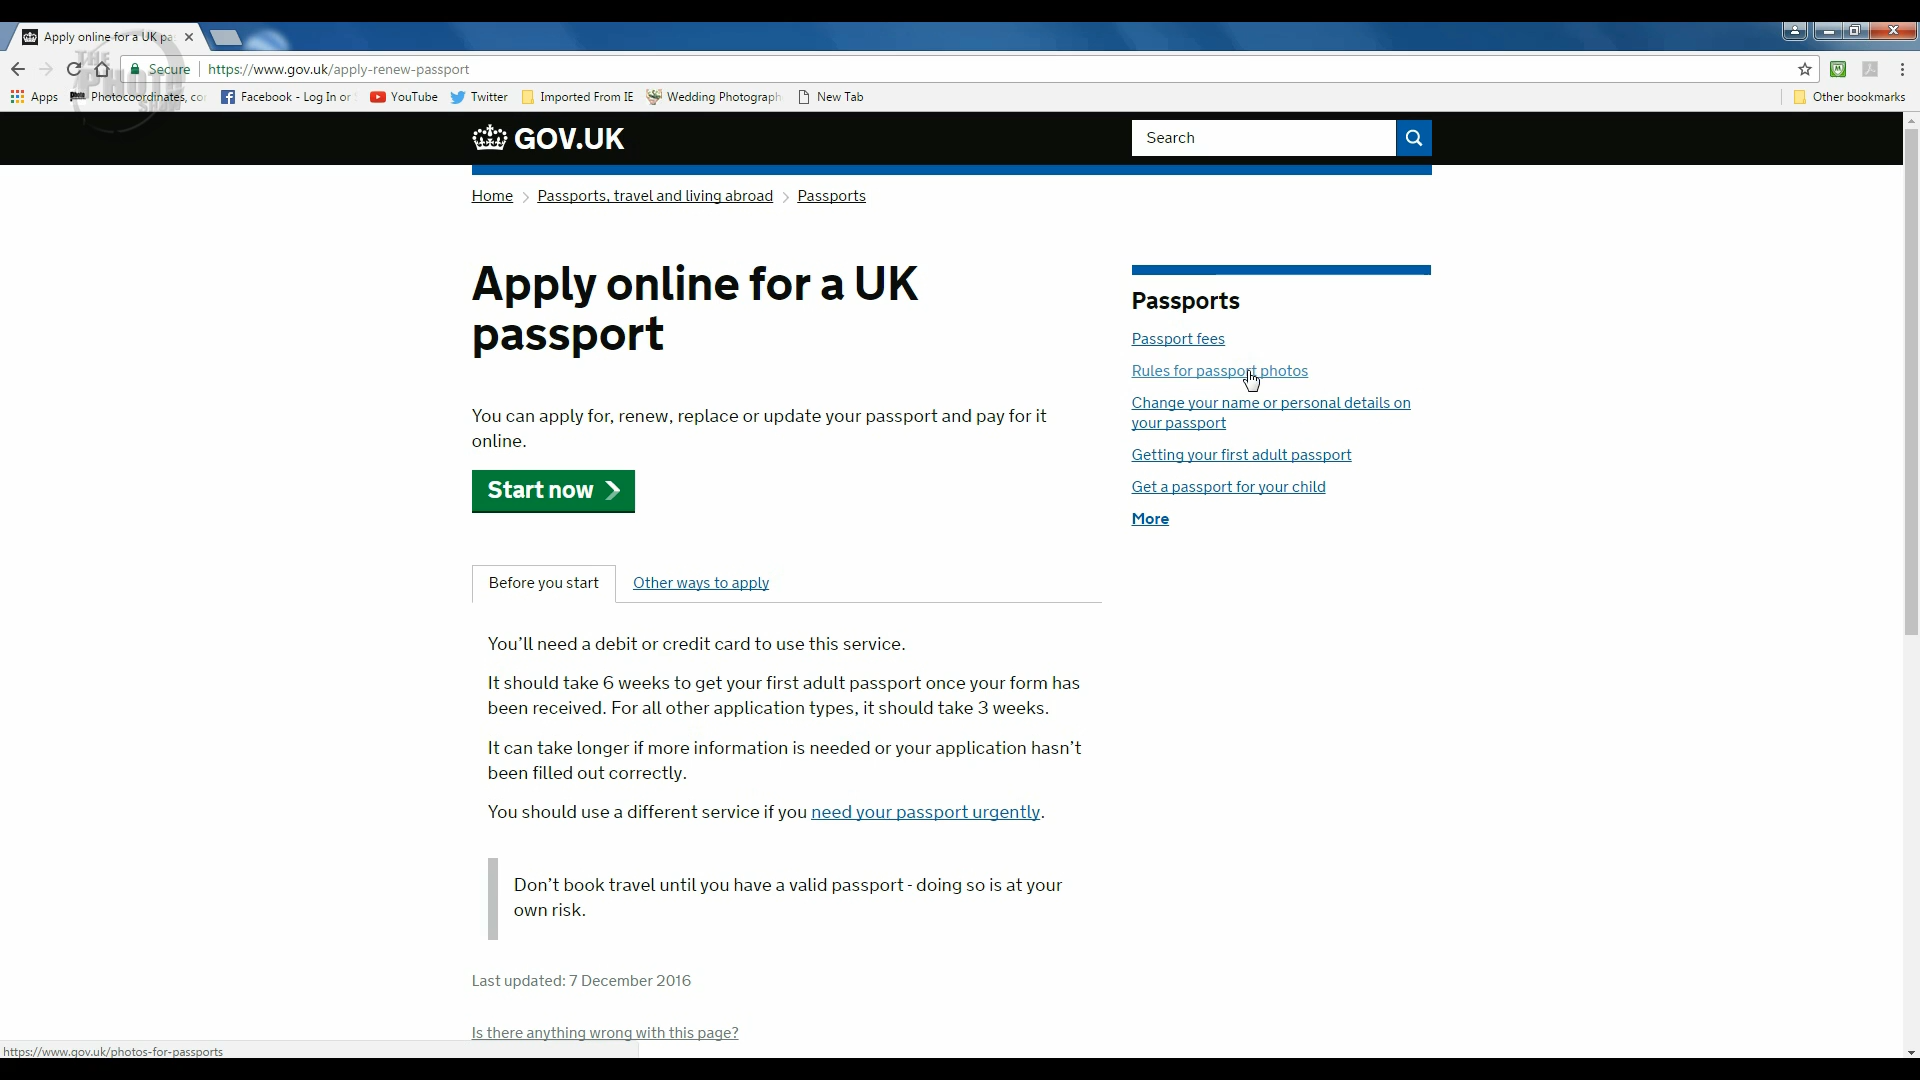 Apply online for a UK pa
Secure
https://www.gov.uk/apply-renew-passport
Apps
Photocoordinates, co
Facebook - Log In or
YouTube
Twitter
Imported From IE
Wedding Photograph
New Tab
Other bookmarks
THE PHOTO
GOV.UK
Search
Home
Passports, travel and living abroad
Passports
Apply online for a UK
passport
You can apply for, renew, replace or update your passport and pay for it
online.
Start now
Before you start
Other ways to apply
You’ll need a debit or credit card to use this service.
It should take 6 weeks to get your first adult passport once your form has
been received. For all other application types, it should take 3 weeks.
It can take longer if more information is needed or your application hasn’t
been filled out correctly.
You should use a different service if you need your passport urgently.
Don’t book travel until you have a valid passport - doing so is at your
own risk.
Last updated: 7 December 2016
Is there anything wrong with this page?
Passports
Passport fees
Rules for passport photos
Change your name or personal details on
your passport
Getting your first adult passport
Get a passport for your child
More
https://www.gov.uk/photos-for-passports